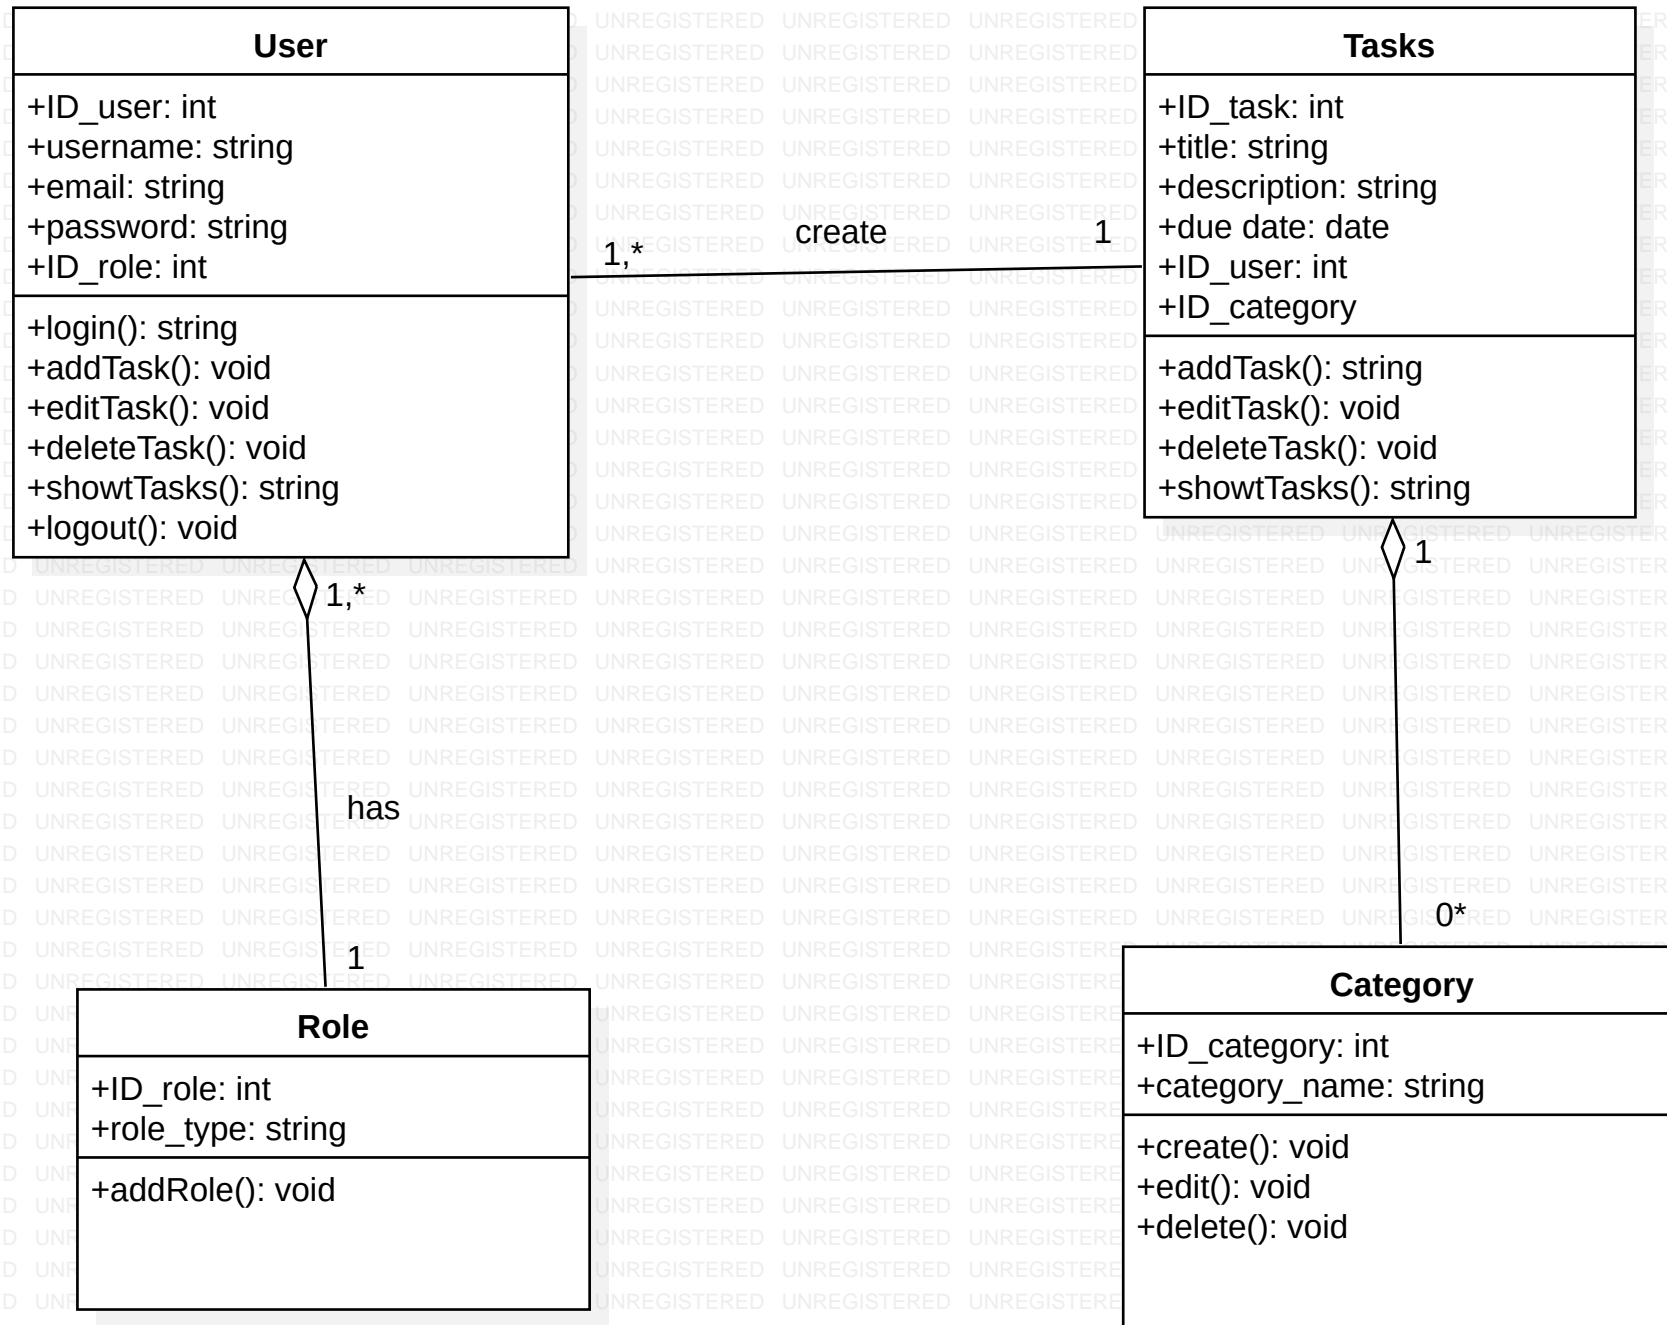 User
+ID_user: int
+username: string
+email: string
+password: string
+ID_role: int
+login(): string
+addTask(): void
+editTask(): void
+deleteTask(): void
+showtTasks(): string
+logout(): void
1,*
create
1
Tasks
+ID_task: int
+title: string
+description: string
+due date: date
+ID_user: int
+ID_category
+addTask(): string
+editTask(): void
+deleteTask(): void
+showtTasks(): string
1,*
has
1
1
0*
Role
+ID_role: int
+role_type: string
+addRole(): void
Category
+ID_category: int
+category_name: string
+create(): void
+edit(): void
+delete(): void
UNREGISTERED